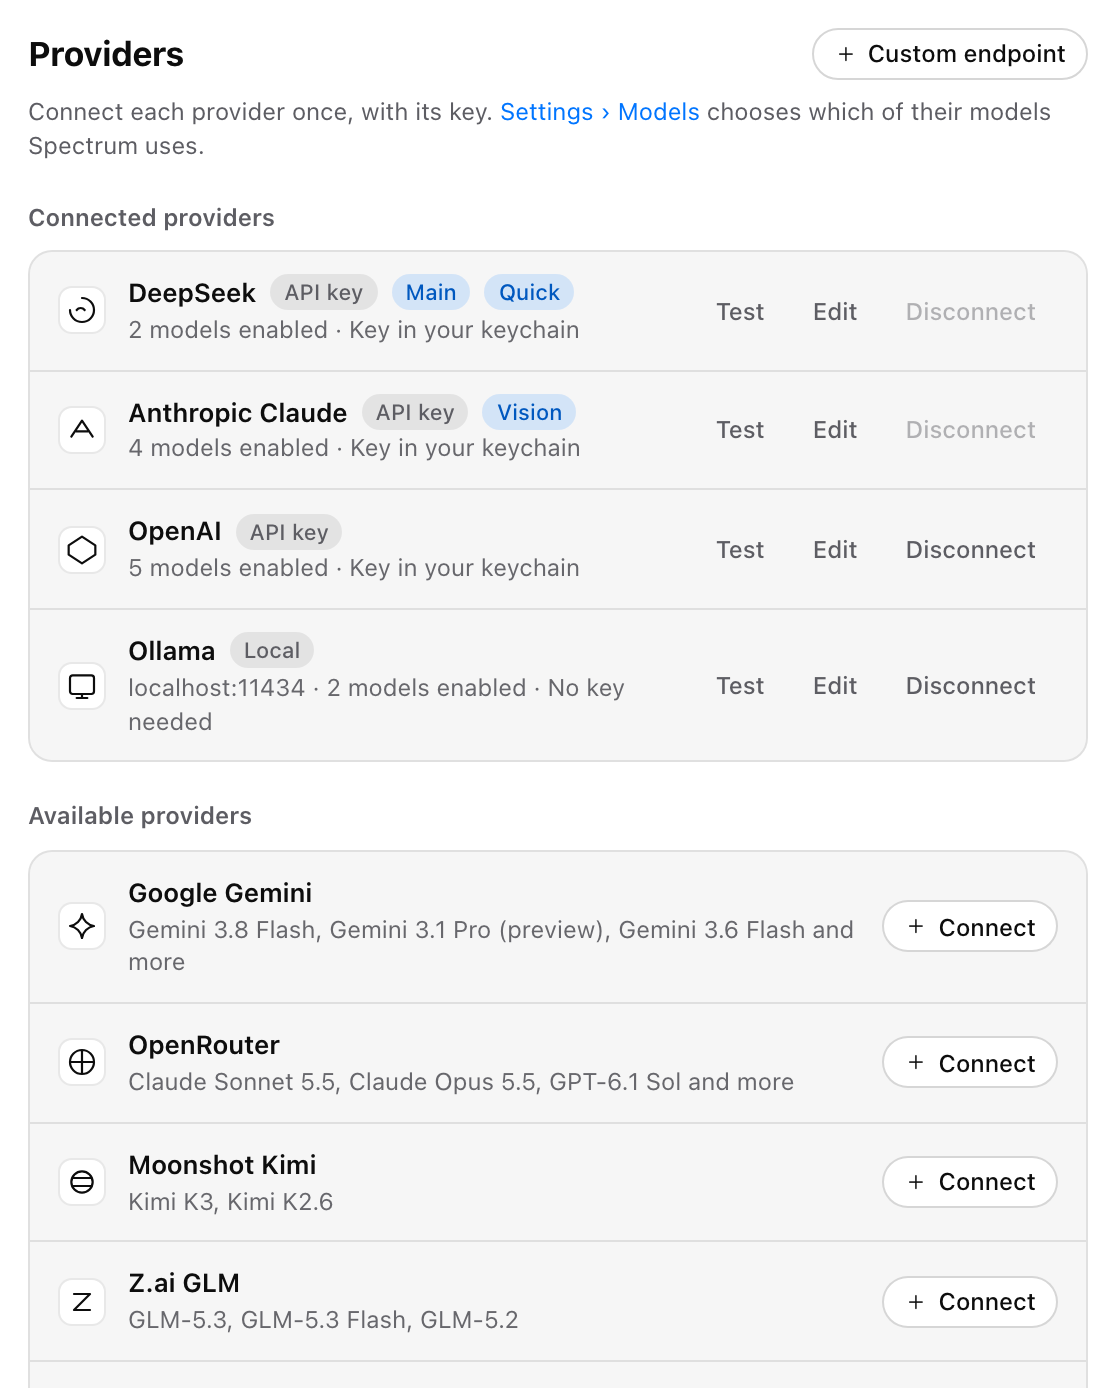 Providers
+ Custom endpoint
Connect each provider once, with its key. Settings › Models chooses which of their models
Spectrum uses.
Connected providers
DeepSeek API key Main Quick
2 models enabled · Key in your keychain
Test Edit Disconnect
Anthropic Claude API key Vision
4 models enabled · Key in your keychain
Test Edit Disconnect
OpenAI API key
5 models enabled · Key in your keychain
Test Edit Disconnect
Ollama Local
localhost:11434 · 2 models enabled · No key
needed
Test Edit Disconnect
Available providers
Google Gemini
Gemini 3.8 Flash, Gemini 3.1 Pro (preview), Gemini 3.6 Flash and
more
+ Connect
OpenRouter
Claude Sonnet 5.5, Claude Opus 5.5, GPT-6.1 Sol and more
+ Connect
Moonshot Kimi
Kimi K3, Kimi K2.6
+ Connect
Z.ai GLM
GLM-5.3, GLM-5.3 Flash, GLM-5.2
+ Connect